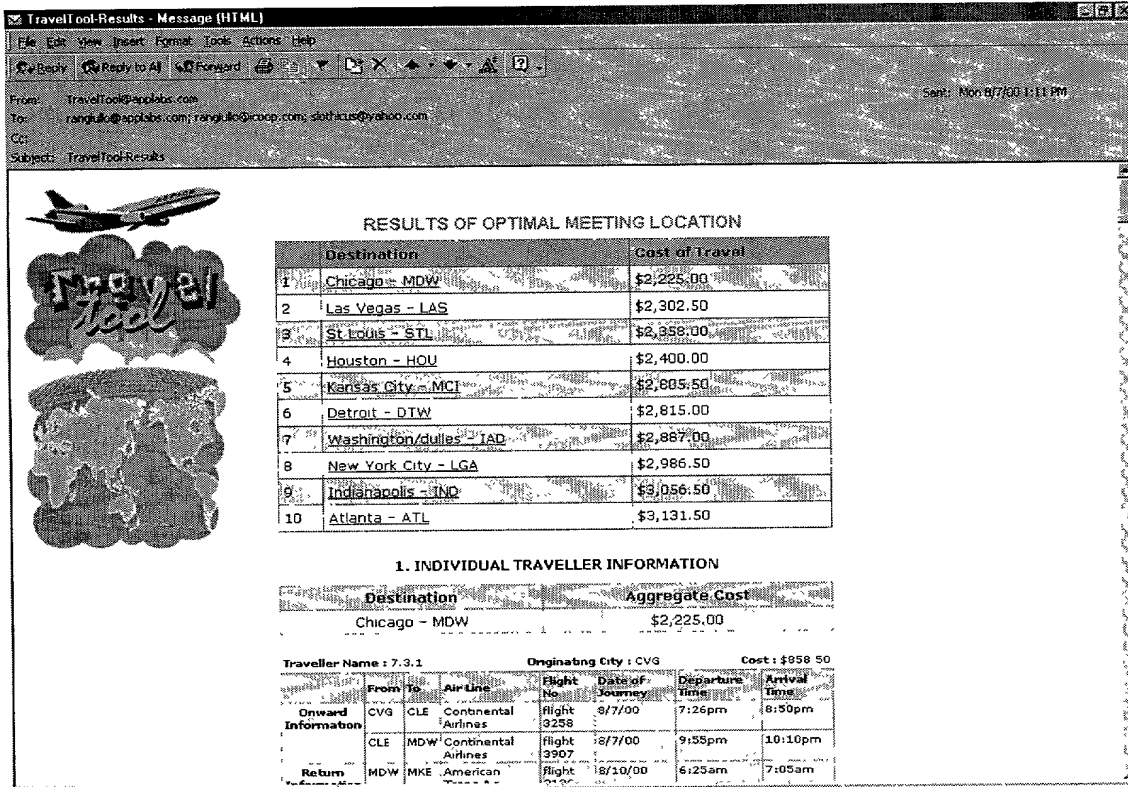 TravelTool-Results - Message (HTML)
File Edit View Insert Format Tools Actions Help
Reply Reply to All Forward
From: TravelTool@applabs.com
Sent: Mon 8/7/00 1:11 PM
To: rangiullo@applabs.com; rangiullo@icoep.com; slothicus@yahoo.com
Cc:
Subject: TravelTool-Results
Travel
tool
RESULTS OF OPTIMAL MEETING LOCATION
Destination Cost of Travel
1 Chicago - MDW $2,225.00
2 Las Vegas - LAS $2,302.50
3 St Louis - STL $2,358.00
4 Houston - HOU $2,400.00
5 Kansas City - MCI $2,805.50
6 Detroit - DTW $2,815.00
7 Washington/dulles - IAD $2,887.00
8 New York City - LGA $2,986.50
9 Indianapolis - IND $3,056.50
10 Atlanta - ATL $3,131.50
1. INDIVIDUAL TRAVELLER INFORMATION
Destination Aggregate Cost
Chicago - MDW $2,225.00
Traveller Name : 7.3.1 Originating City : CVG Cost : $858 50
From To Air Line Flight No Date of Journey Departure Time Arrival Time
Onward Information CVG CLE Continental Airlines flight 3258 8/7/00 7:26pm 8:50pm
CLE MDW Continental Airlines flight 3907 8/7/00 9:55pm 10:10pm
Return MDW MKE American flight 8/10/00 6:25am 7:05am